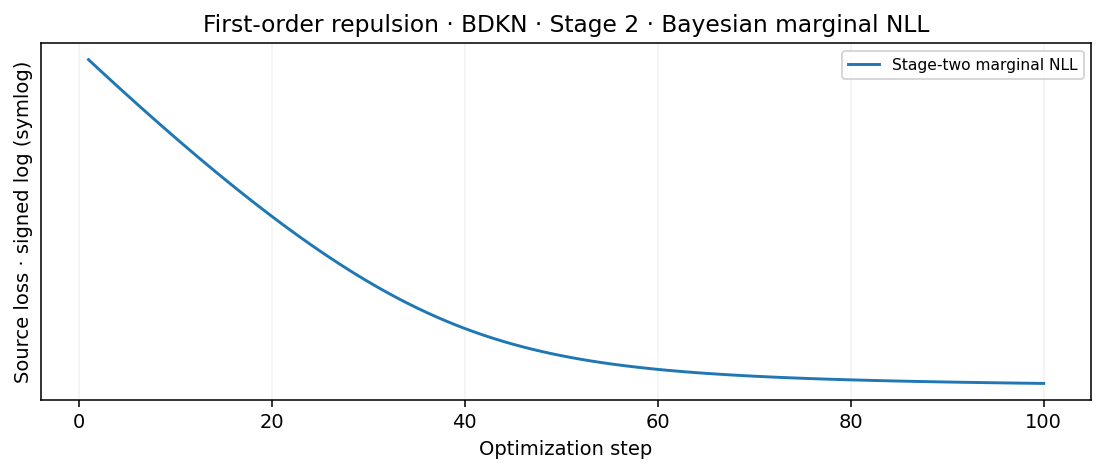 First-order repulsion · BDKN · Stage 2 · Bayesian marginal NLL
Stage-two marginal NLL
Source loss · signed log (symlog)
0 20 40 60 80 100
Optimization step